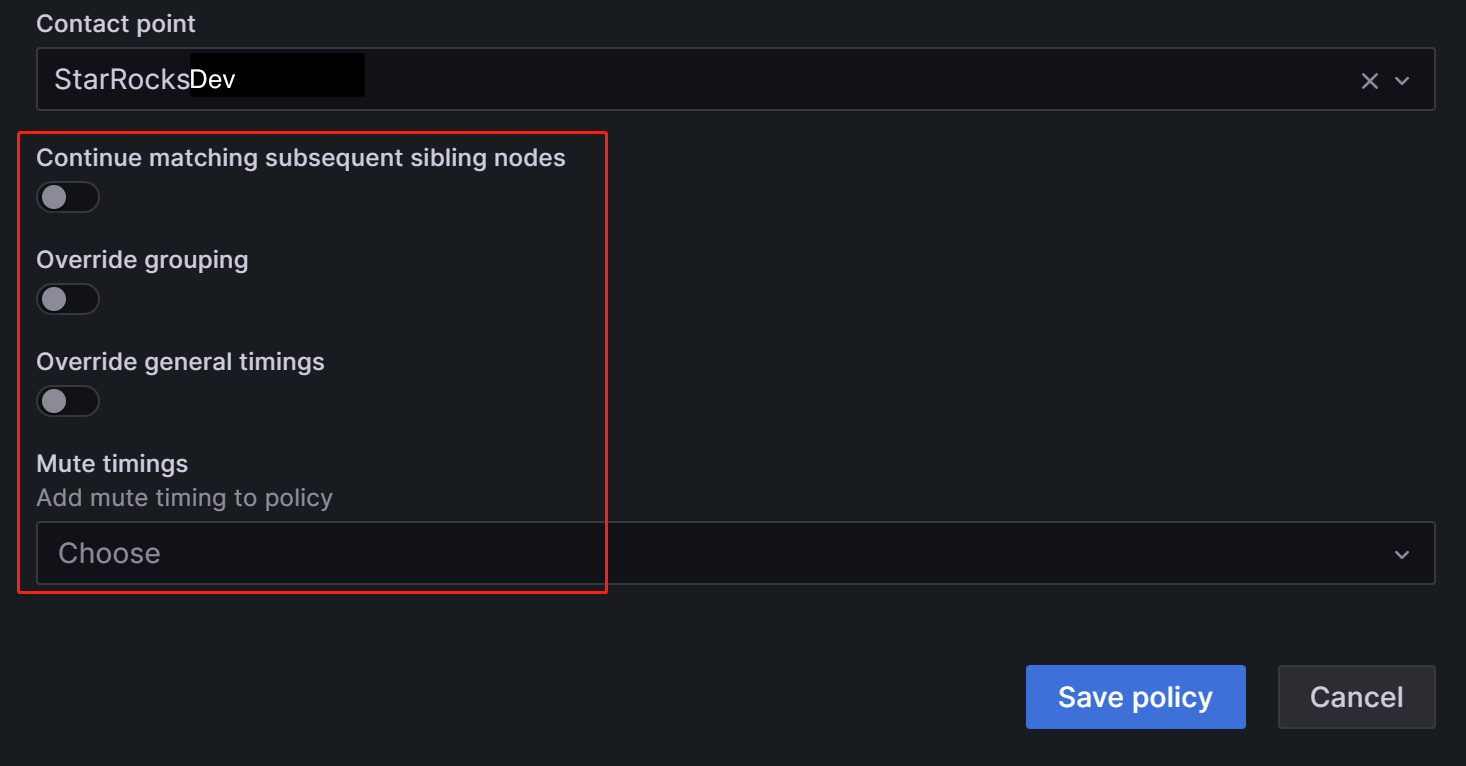 Contact point
StarRocksDev
Continue matching subsequent sibling nodes
Override grouping
Override general timings
Mute timings
Add mute timing to policy
Choose
Save policy
Cancel